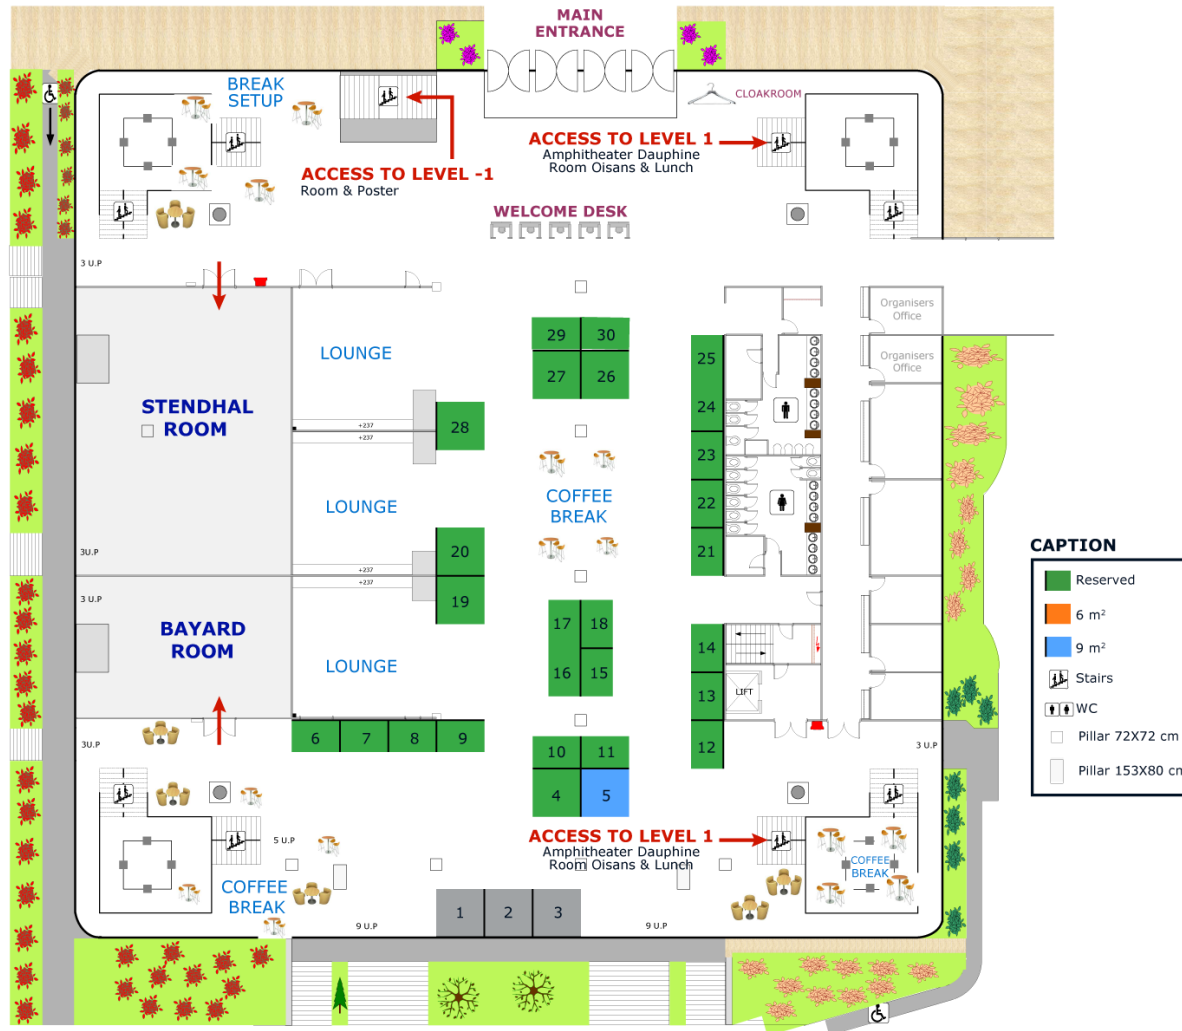 MAIN
ENTRANCE
BREAK
SETUP
CLOAKROOM
ACCESS TO LEVEL 1
Amphitheater Dauphine
Room Oisans & Lunch
ACCESS TO LEVEL -1
Room & Poster
WELCOME DESK
3 U.P
Organisers
Office
29
30
LOUNGE
25
Organisers
Office
27
26
STENDHAL
ROOM
28
24
+237
+237
23
COFFEE
BREAK
LOUNGE
22
3U.P
20
21
+237
+237
3 U.P
19
BAYARD
ROOM
17
18
14
LOUNGE
16
15
13
LIFT
6
7
8
9
3U.P
10
11
12
3 U.P
4
5
ACCESS TO LEVEL 1
Amphitheater Dauphine
Room Oisans & Lunch
5 U.P
COFFEE
BREAK
COFFEE
BREAK
1
2
3
9 U.P
9 U.P
CAPTION
Reserved
6 m²
9 m²
Stairs
WC
Pillar 72X72 cm
Pillar 153X80 cm